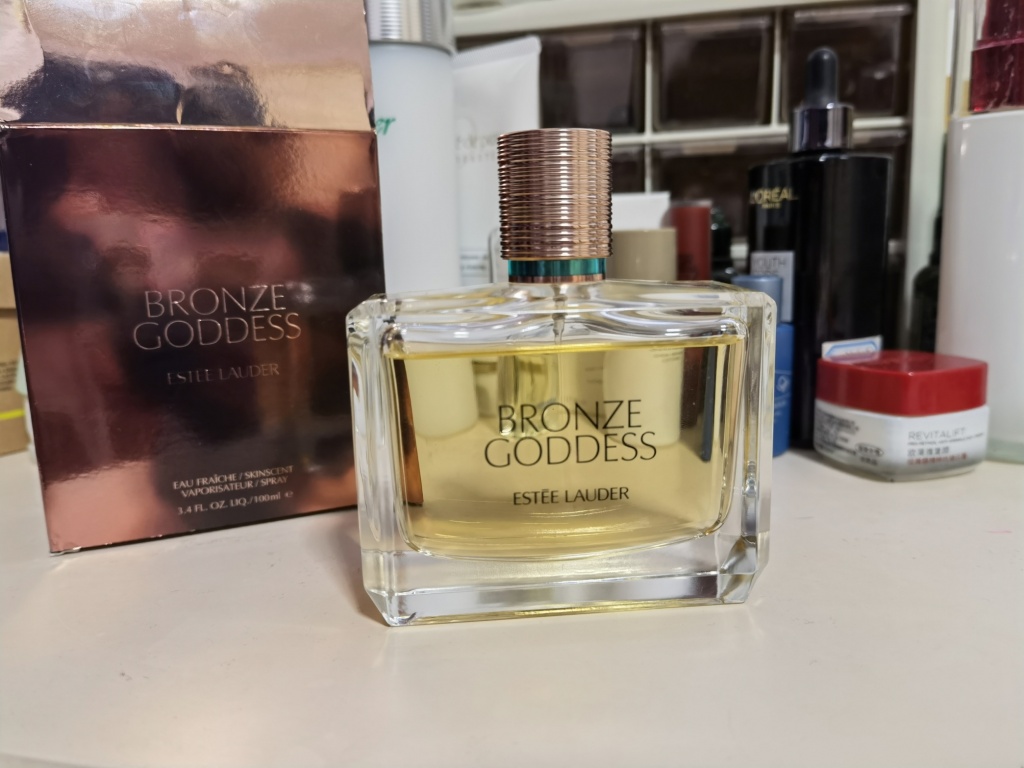 BRONZE
GODDESS
ESTĒE LAUDER
EAU FRAÎCHE / SKINSCENT
VAPORISATEUR / SPRAY
3.4 FL. OZ. LIQ./100ml ℮
BRONZE
GODDESS
ESTĒE LAUDER
L'ORÉAL
YOUTH
REVITALIFT